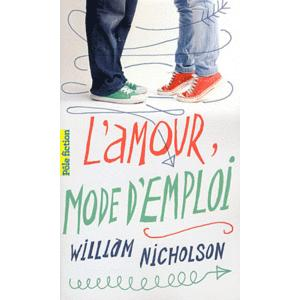 L'AMOUR,
MODE D'EMPLOI
WILLIAM NICHOLSON
Pôle fiction